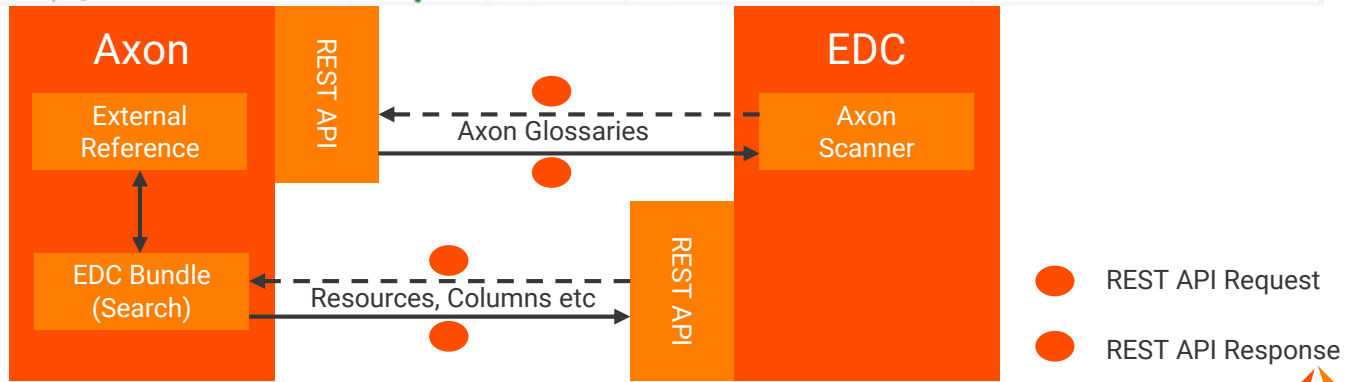 Axon
REST API
EDC
External
Reference
Axon Glossaries
Axon
Scanner
EDC Bundle
(Search)
Resources, Columns etc
REST API
REST API Request
REST API Response